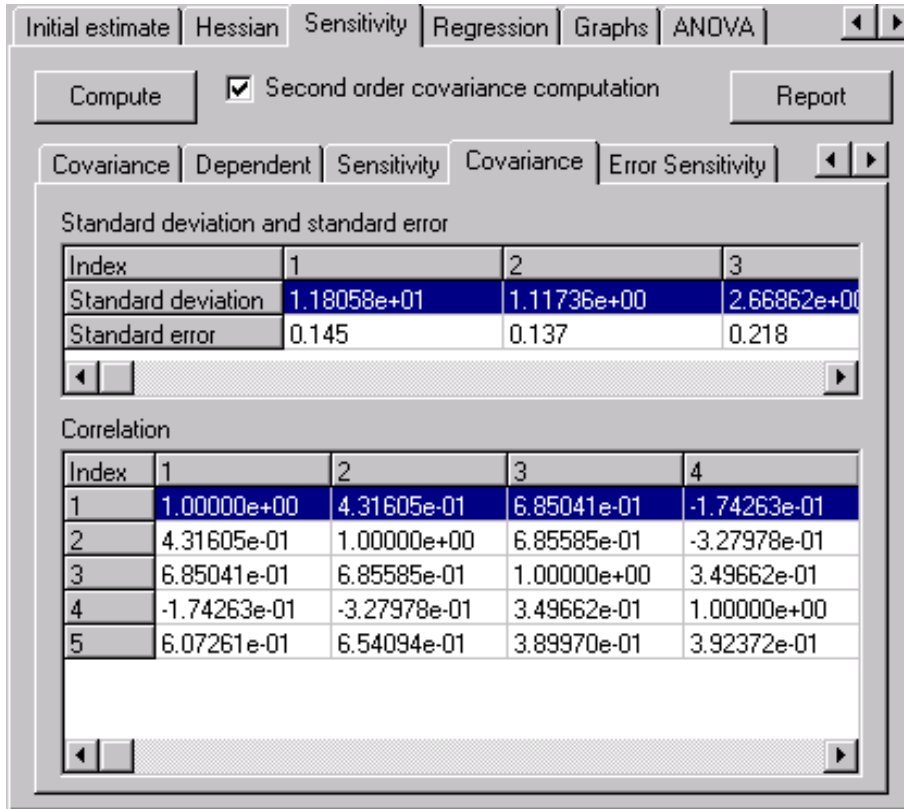 Initial estimate Hessian Sensitivity Regression Graphs ANOVA
Compute Second order covariance computation Report
Covariance Dependent Sensitivity Covariance Error Sensitivity
Standard deviation and standard error
Index 1 2 3
Standard deviation 1.18058e+01 1.11736e+00 2.66862e+00
Standard error 0.145 0.137 0.218
Correlation
Index 1 2 3 4
1 1.00000e+00 4.31605e-01 6.85041e-01 -1.74263e-01
2 4.31605e-01 1.00000e+00 6.85585e-01 -3.27978e-01
3 6.85041e-01 6.85585e-01 1.00000e+00 3.49662e-01
4 -1.74263e-01 -3.27978e-01 3.49662e-01 1.00000e+00
5 6.07261e-01 6.54094e-01 3.89970e-01 3.92372e-01